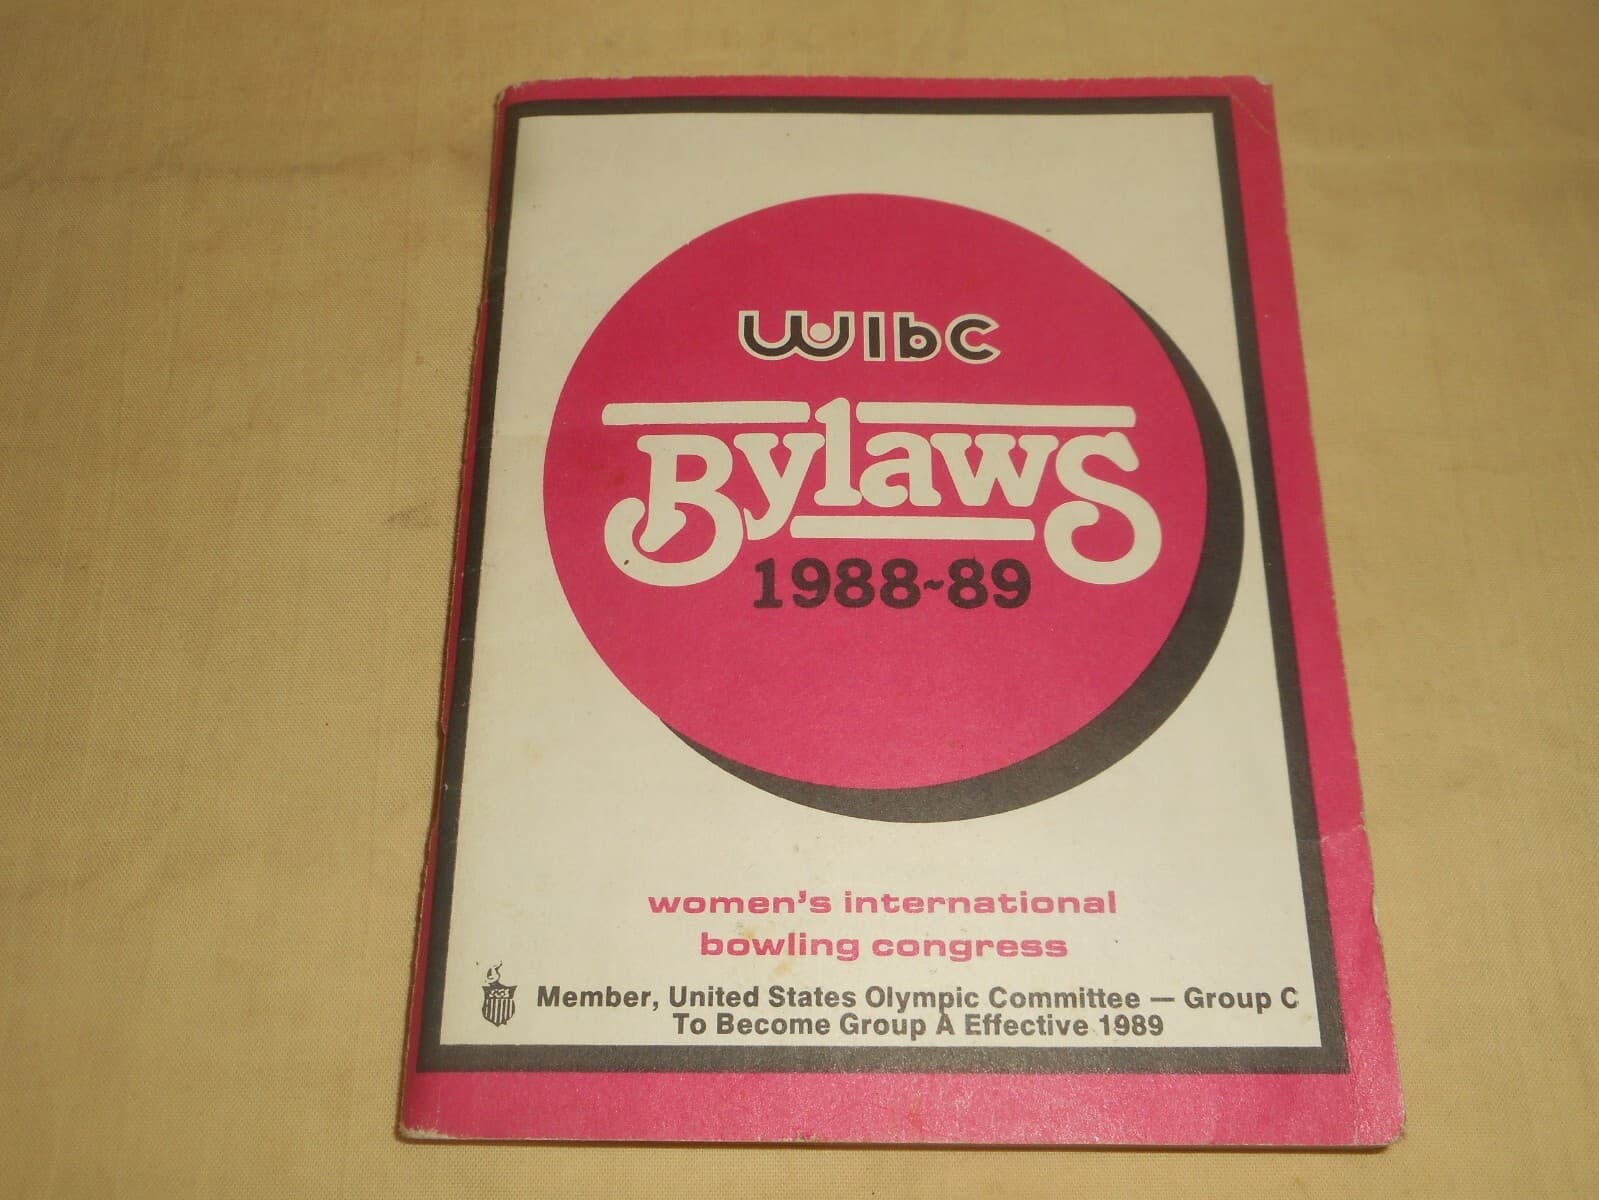 WIbC
Bylaws
1988~89
women's international
bowling congress
Member, United States Olympic Committee — Group C
To Become Group A Effective 1989